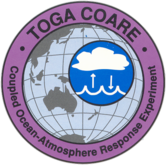 • TOGA COARE •
Coupled Ocean-Atmosphere Response Experiment